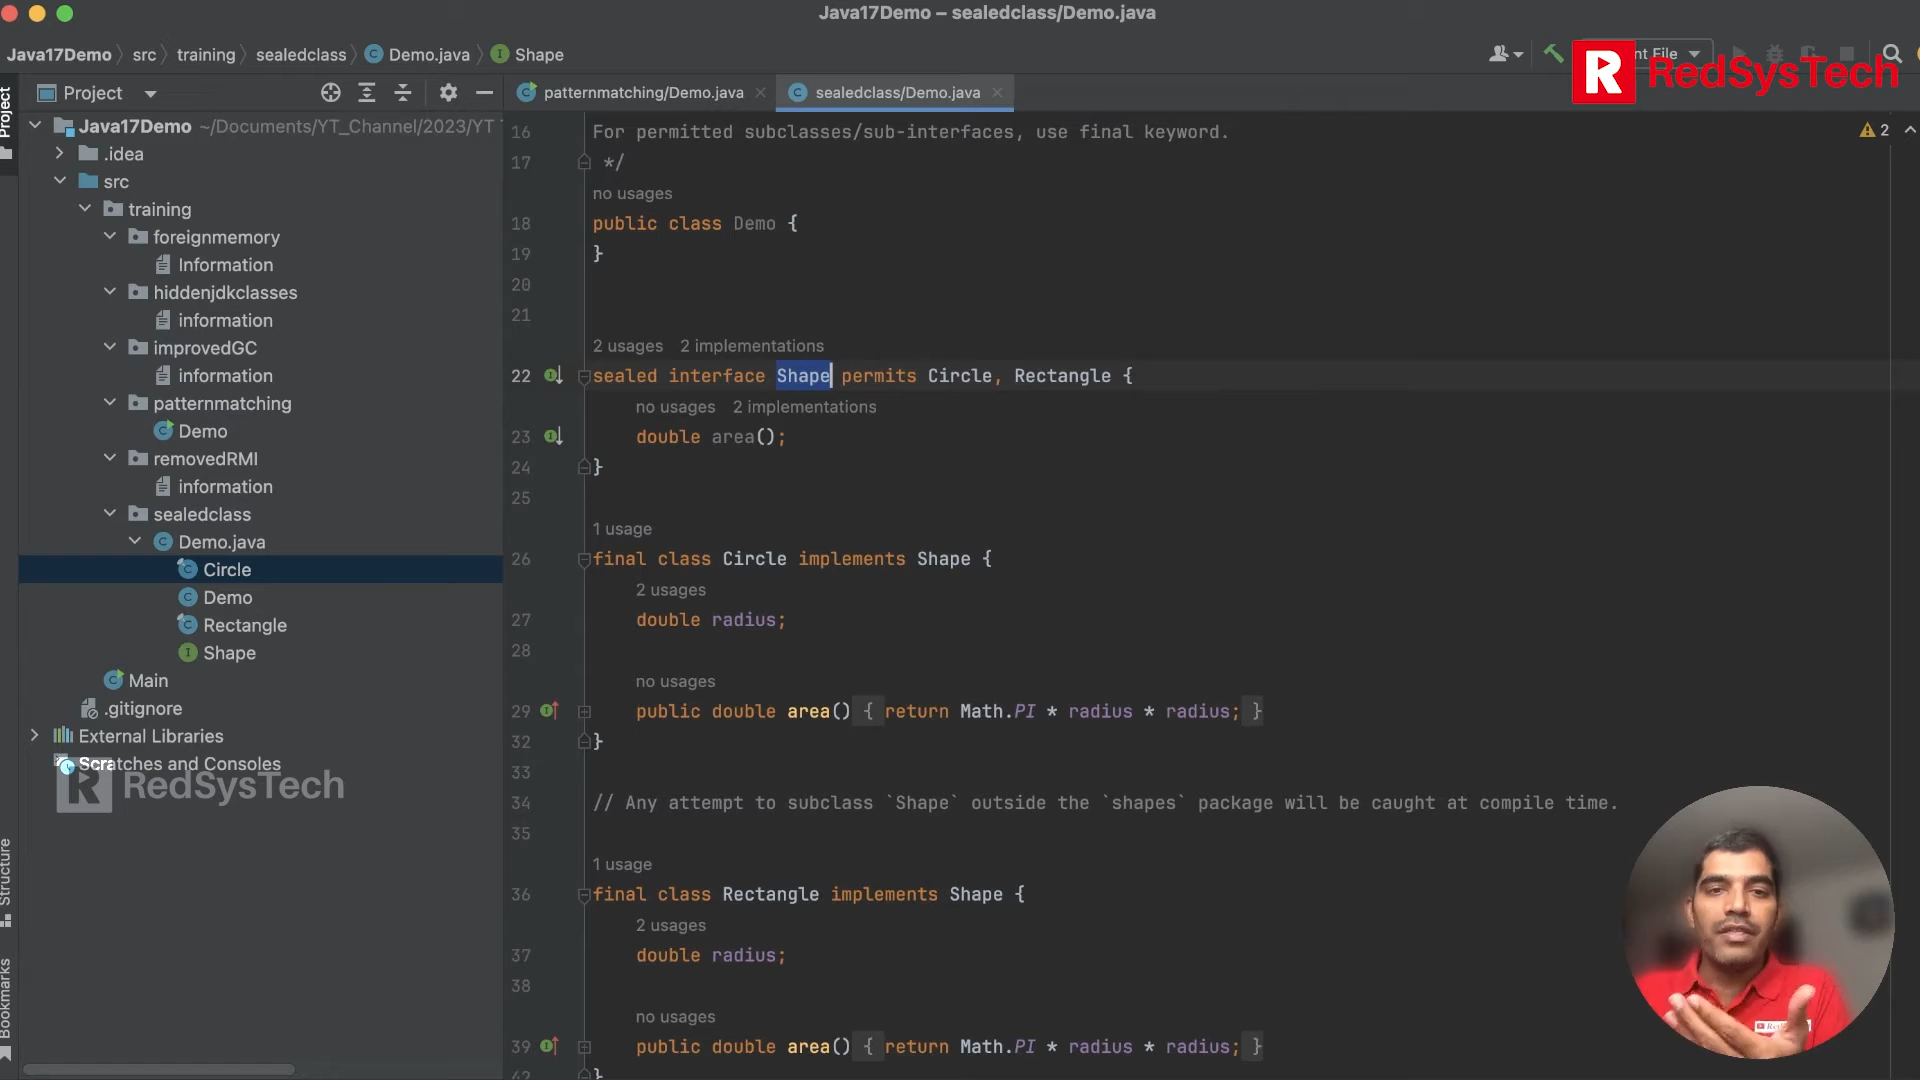 Java17Demo – sealedclass/Demo.java
Java17Demo src training sealedclass Demo.java Shape
RedSysTech
Project
patternmatching/Demo.java
sealedclass/Demo.java
Project
Java17Demo ~/Documents/YT_Channel/2023/YT
.idea
src
training
foreignmemory
Information
hiddenjdkclasses
information
improvedGC
information
patternmatching
Demo
removedRMI
information
sealedclass
Demo.java
Circle
Demo
Rectangle
Shape
Main
.gitignore
External Libraries
Scratches and Consoles
RedSysTech
Structure
Bookmarks
2
16 For permitted subclasses/sub-interfaces, use final keyword.
17 */
no usages
18 public class Demo {
19 }
20
21
2 usages 2 implementations
22 sealed interface Shape permits Circle, Rectangle {
no usages 2 implementations
23 double area();
24 }
25
1 usage
26 final class Circle implements Shape {
2 usages
27 double radius;
28
no usages
29 public double area() { return Math.PI * radius * radius; }
32 }
33
34 // Any attempt to subclass `Shape` outside the `shapes` package will be caught at compile time.
35
1 usage
36 final class Rectangle implements Shape {
2 usages
37 double radius;
38
no usages
39 public double area() { return Math.PI * radius * radius; }
42 }